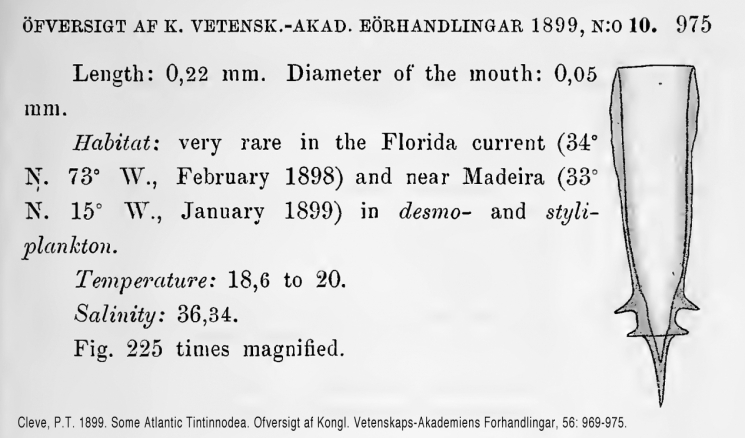 ÖFVERSIGT AF K. VETENSK.-AKAD. EÖRHANDLINGAR 1899, N:O 10. 975
Length: 0,22 mm. Diameter of the mouth: 0,05
mm.
Habitat: very rare in the Florida current (34°
N. 73° W., February 1898) and near Madeira (33°
N. 15° W., January 1899) in desmo- and styli-
plankton.
Temperature: 18,6 to 20.
Salinity: 36,34.
Fig. 225 times magnified.
Cleve, P.T. 1899. Some Atlantic Tintinnodea. Ofversigt af Kongl. Vetenskaps-Akademiens Forhandlingar, 56: 969-975.